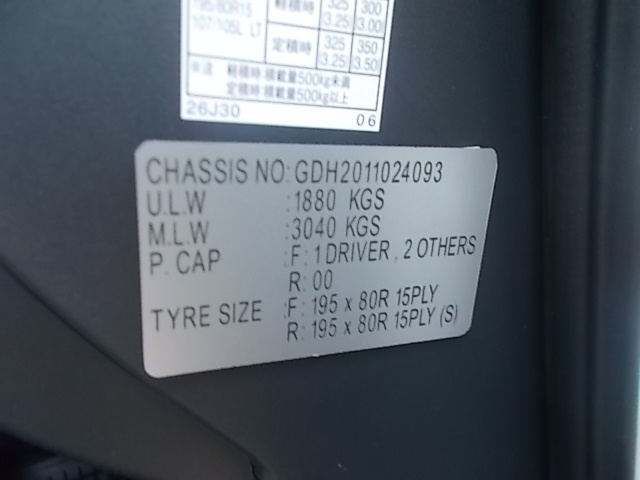 195/80R15
107/105L LT
軽積時 325 3.25 300 3.00
定積時 325 3.25 350 3.50
※注 軽積時:積載量500kg未満
定積時:積載量500kg以上
26J30 06
CHASSIS NO:GDH2011024093
U.L.W :1880 KGS
M.L.W :3040 KGS
P. CAP :F:1DRIVER, 2 OTHERS
R:00
TYRE SIZE :F:195 x 80R 15PLY
R:195 x 80R 15PLY (S)